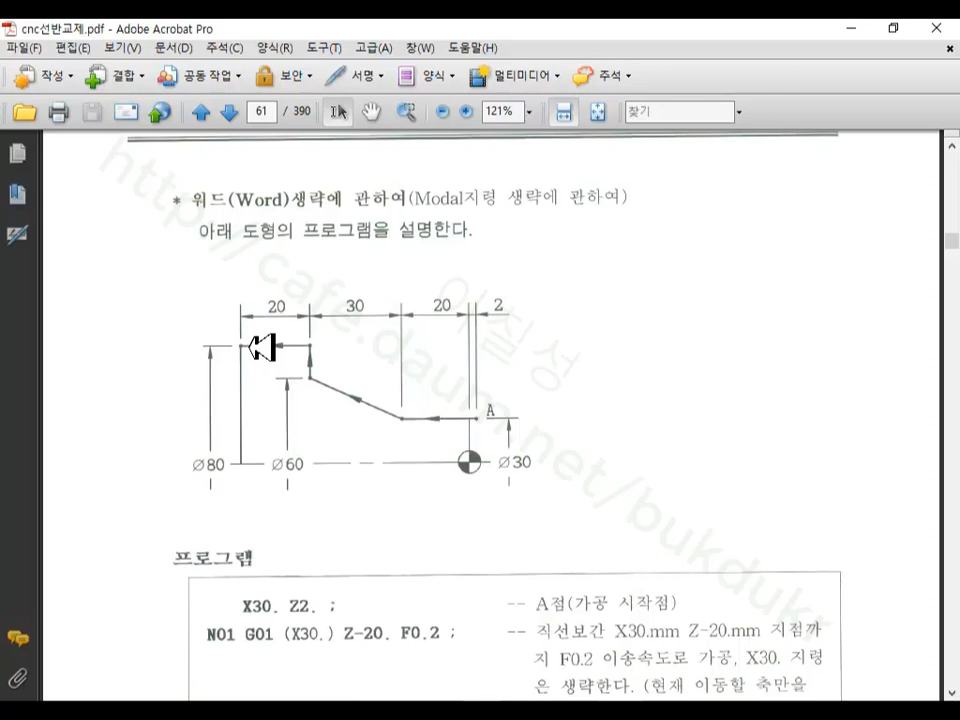 cnc선반교제.pdf - Adobe Acrobat Pro
파일(F) 편집(E) 보기(V) 문서(D) 주석(C) 양식(R) 도구(T) 고급(A) 창(W) 도움말(H)
작성 결합 공동 작업 보안 서명 양식 멀티미디어 주석
61 / 390 121% 찾기
* 워드(Word)생략에 관하여(Modal지령 생략에 관하여)
아래 도형의 프로그램을 설명한다.
20 30 20 2
A
Ø80 Ø60 Ø30
프로그램
X30. Z2. ; -- A점(가공 시작점)
N01 G01 (X30.) Z-20. F0.2 ; -- 직선보간 X30.mm Z-20.mm 지점까
지 F0.2 이송속도로 가공, X30. 지령
은 생략한다. (현재 이동할 축만을
http://cafe.daum.net/bukdukr
이질성